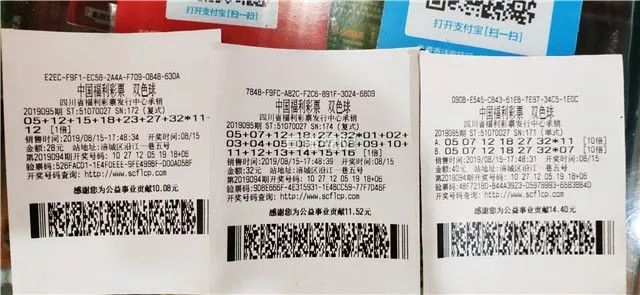 打开支付宝[扫一扫]
打开支付宝[扫一扫]
E2EC-F9F1-EC5B-2A4A-F709-0B48-630A
中国福利彩票 双色球
四川省福利彩票发行中心承销
2019095期 ST:51070027 SN:172 (复式)
05+12+15+18+23+27+32*11-
12 [1倍]
销售时间:2019/08/15-17:48:34 开奖时间:08/15
金额:28元 站地址:涪城区沿江一巷五号
第2019094期开奖号码: 10 27 12 05 19 18+06
开奖号码查询: http://www.scflcp.com
感谢您为公益事业贡献10.08元
784B-F9FC-AB2C-F2C6-B91F-3024-6809
中国福利彩票 双色球
四川省福利彩票发行中心承销
2019095期 ST:51070027 SN:174 (复式)
05+07+12+18+27+32*01+02+
03+04+05+06+07+08+09+10
+11+12+13+14+15+16 [1倍]
销售时间:2019/08/15-17:48:39 开奖时间:08/15
金额:32元 站地址:涪城区沿江一巷五号
第2019094期开奖号码: 10 27 12 05 19 18+06
开奖号码查询: http://www.scflcp.com
感谢您为公益事业贡献11.52元
中国福利彩票 双色球
四川省福利彩票发行中心承销
2019095期 ST:51070027 SN:171 (单式)
A. 05 07 12 18 27 32*11 [10倍]
B. 05 07 12 18 27 32*07 [10倍]
销售时间:2019/08/15-17:48:31 开奖时间:08/15
金额:40元 站地址:涪城区沿江一巷五号
第2019094期开奖号码: 10 27 12 05 19 18+06
开奖号码查询: http://www.scflcp.com
感谢您为公益事业贡献14.40元